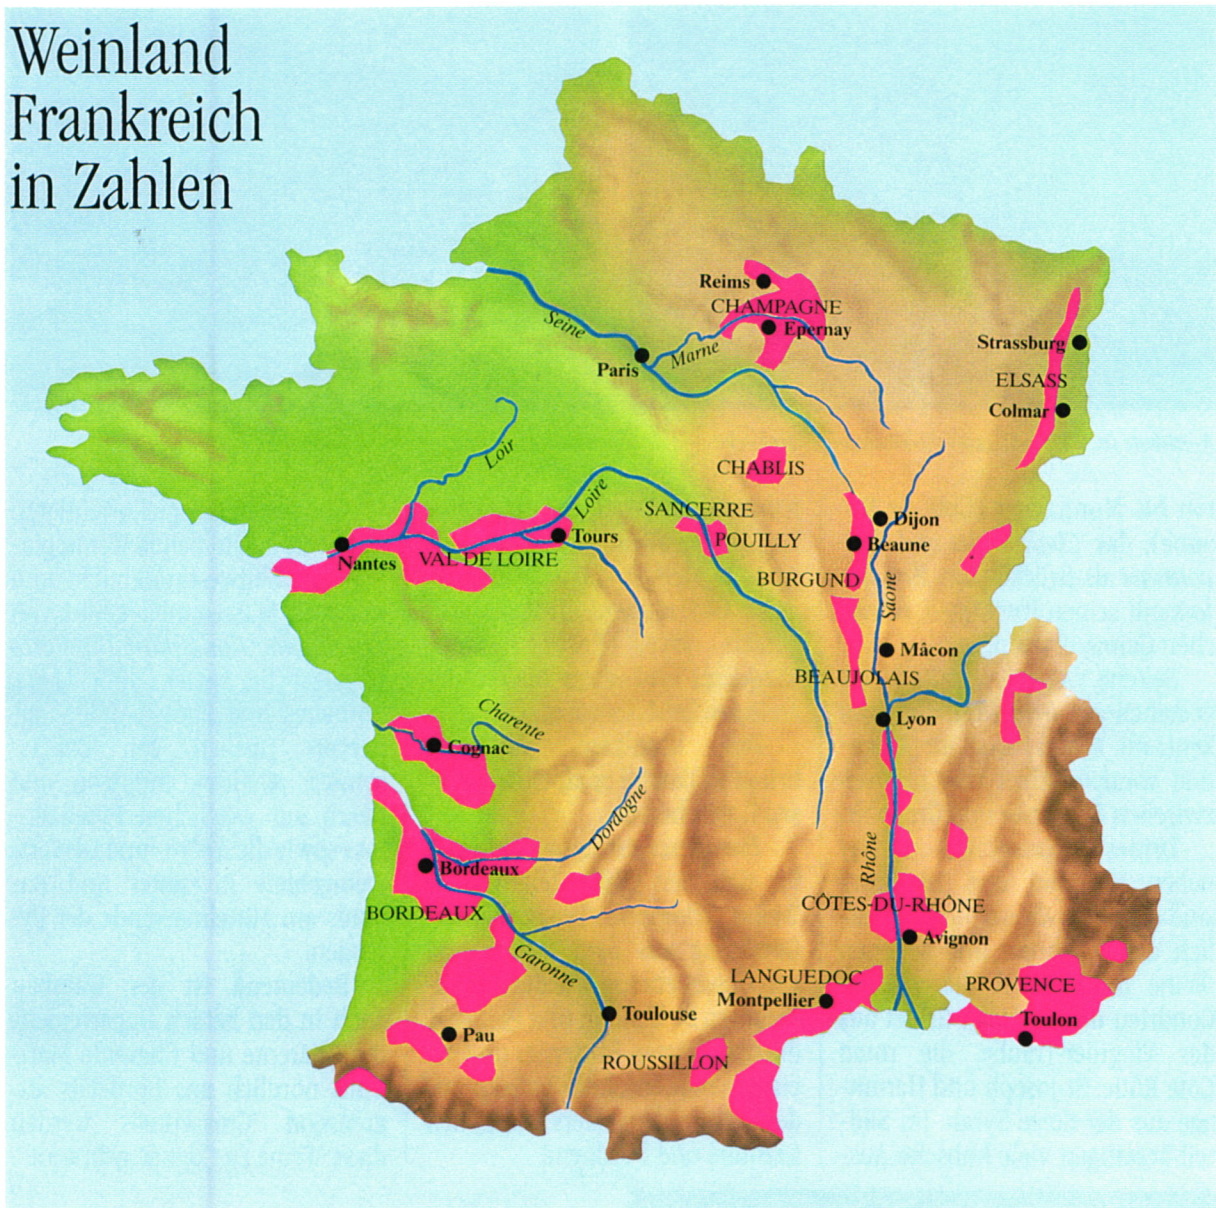 Weinland
Frankreich
in Zahlen
Reims
CHAMPAGNE
Epernay
Seine
Marne
Paris
Strassburg
ELSASS
Colmar
Loir
CHABLIS
Loire
SANCERRE
Dijon
Tours
POUILLY
Beaune
Nantes
VAL DE LOIRE
BURGUND
Saone
Mâcon
BEAUJOLAIS
Charente
Lyon
Cognac
Dordogne
Rhône
Bordeaux
BORDEAUX
CÔTES-DU-RHÔNE
Avignon
Garonne
LANGUEDOC
PROVENCE
Montpellier
Toulouse
Toulon
Pau
ROUSSILLON